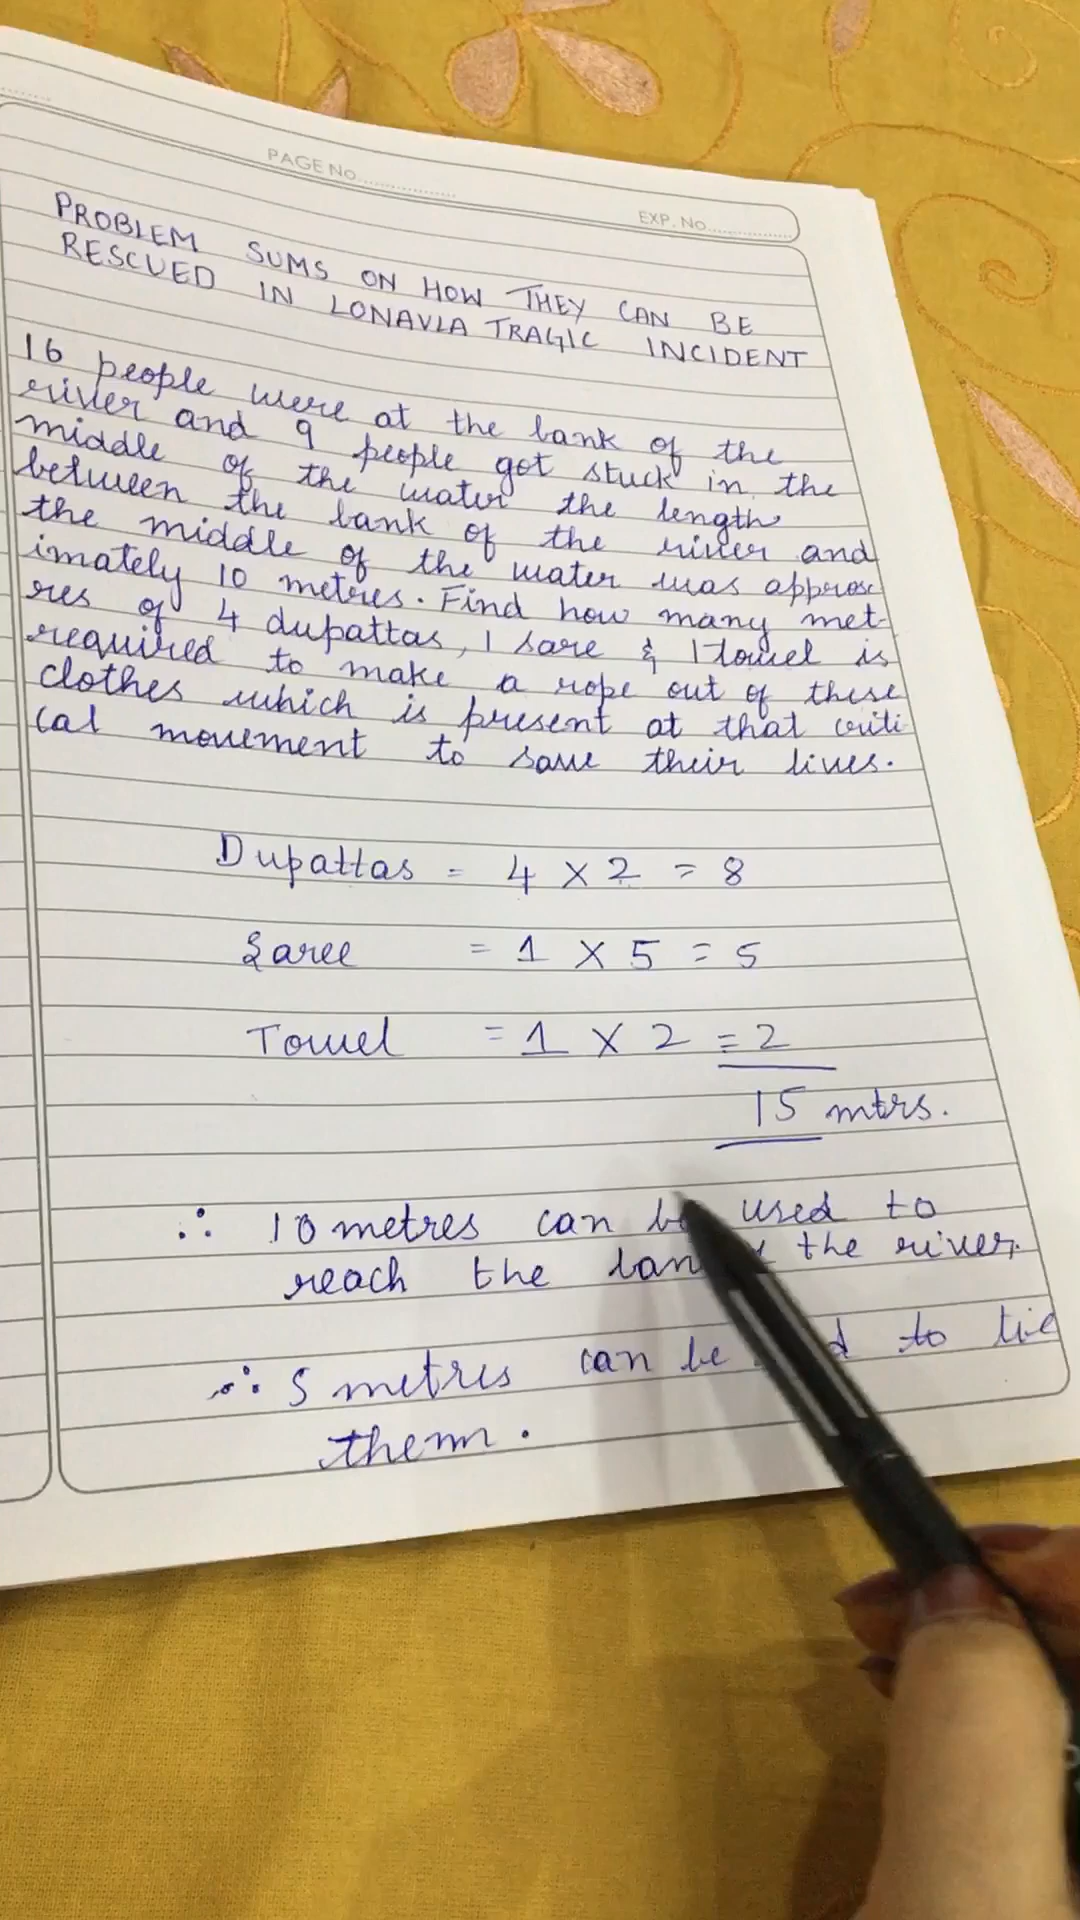 PAGE No.
EXP. No.
PROBLEM SUMS ON HOW THEY CAN BE
RESCUED IN LONAVLA TRAGIC INCIDENT
16 people were at the bank of the
river and 9 people got stuck in the
middle of the water the length
between the bank of the river and
the middle of the water was approx
imately 10 metres. Find how many met-
res of 4 dupattas, 1 sare & 1 towel is
required to make a rope out of these
clothes which is present at that criti
cal movement to save their lives.
Dupattas = 4 X 2 = 8
Saree = 1 X 5 = 5
Towel = 1 X 2 = 2
15 mtrs.
∴ 10 metres can be used to
reach the the river.
∴ 5 metres can be to tie
them.